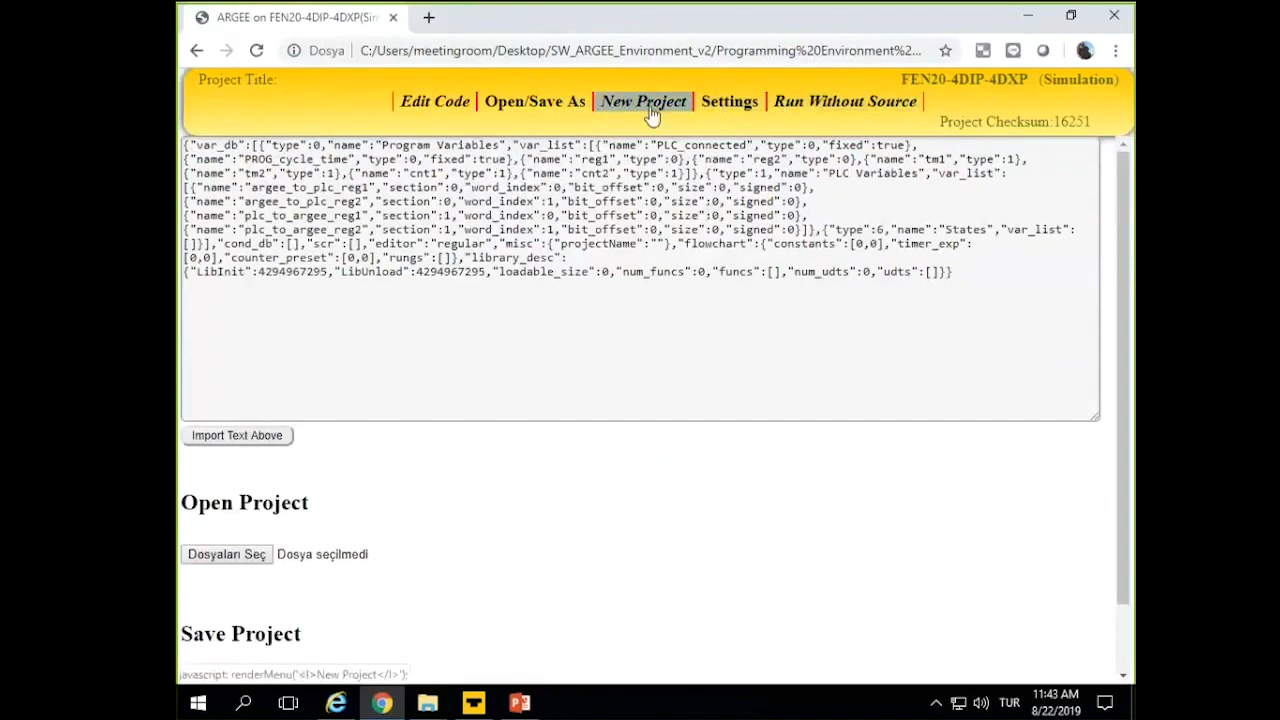 ARGEE on FEN20-4DIP-4DXP(Sin
Dosya
C:/Users/meetingroom/Desktop/SW_ARGEE_Environment_v2/Programming%20Environment%2...
Project Title:
FEN20-4DIP-4DXP (Simulation)
Edit Code
Open/Save As
New Project
Settings
Run Without Source
Project Checksum:16251
{"var_db":[{"type":0,"name":"Program Variables","var_list":[{"name":"PLC_connected","type":0,"fixed":true},
{"name":"PROG_cycle_time","type":0,"fixed":true},{"name":"reg1","type":0},{"name":"reg2","type":0},{"name":"tm1","type":1},
{"name":"tm2","type":1},{"name":"cnt1","type":1},{"name":"cnt2","type":1}]},{"type":1,"name":"PLC Variables","var_list":
[{"name":"argee_to_plc_reg1","section":0,"word_index":0,"bit_offset":0,"size":0,"signed":0},
{"name":"argee_to_plc_reg2","section":0,"word_index":1,"bit_offset":0,"size":0,"signed":0},
{"name":"plc_to_argee_reg1","section":1,"word_index":0,"bit_offset":0,"size":0,"signed":0},
{"name":"plc_to_argee_reg2","section":1,"word_index":1,"bit_offset":0,"size":0,"signed":0}]},{"type":6,"name":"States","var_list":
[]}],"cond_db":[],"scr":[],"editor":"regular","misc":{"projectName":""},"flowchart":{"constants":[0,0],"timer_exp":
[0,0],"counter_preset":[0,0],"rungs":[]},"library_desc":
{"LibInit":4294967295,"LibUnload":4294967295,"loadable_size":0,"num_funcs":0,"funcs":[],"num_udts":0,"udts":[]}}
Import Text Above
Open Project
Dosyaları Seç
Dosya seçilmedi
Save Project
javascript: renderMenu('<I>New Project</I>');
TUR
11:43 AM
8/22/2019